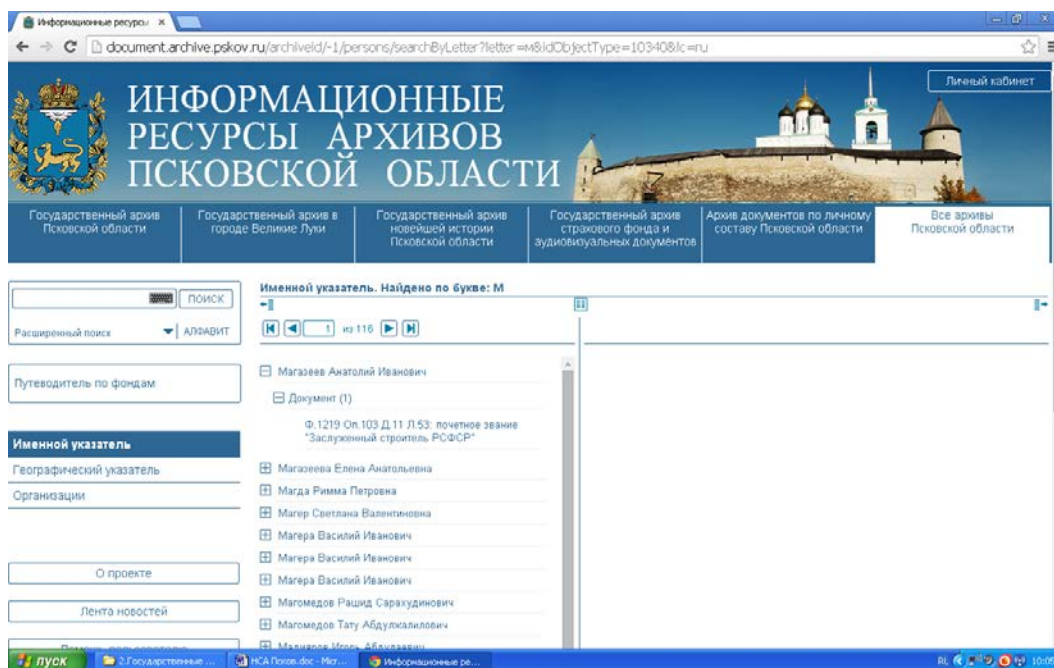 Информационные ресурсы
document.archive.pskov.ru/archiveId/-1/persons/searchByLetter?letter=м&idObjectType=10340&lc=ru
Личный кабинет
ИНФОРМАЦИОННЫЕ
РЕСУРСЫ АРХИВОВ
ПСКОВСКОЙ ОБЛАСТИ
Государственный архив
Псковской области
Государственный архив в
городе Великие Луки
Государственный архив
новейшей истории
Псковской области
Государственный архив
страхового фонда и
аудиовизуальных документов
Архив документов по личному
составу Псковской области
Все архивы
Псковской области
ПОИСК
Расширенный поиск
АЛФАВИТ
Путеводитель по фондам
Именной указатель
Географический указатель
Организации
О проекте
Лента новостей
Именной указатель. Найдено по букве: М
1 из 116
Магазеев Анатолий Иванович
Документ (1)
Ф.1219 Оп.103 Д.11 Л.53: почетное звание
"Заслуженный строитель РСФСР"
Магазеева Елена Анатольевна
Магда Римма Петровна
Магер Светлана Валентиновна
Магера Василий Иванович
Магера Василий Иванович
Магера Василий Иванович
Магомедов Рашид Сарахудинович
Магомедов Тату Абдулжалилович
пуск
2.Государственные ...
НСА Псков.doc - Micr...
Информационные ре...
RL
10:05